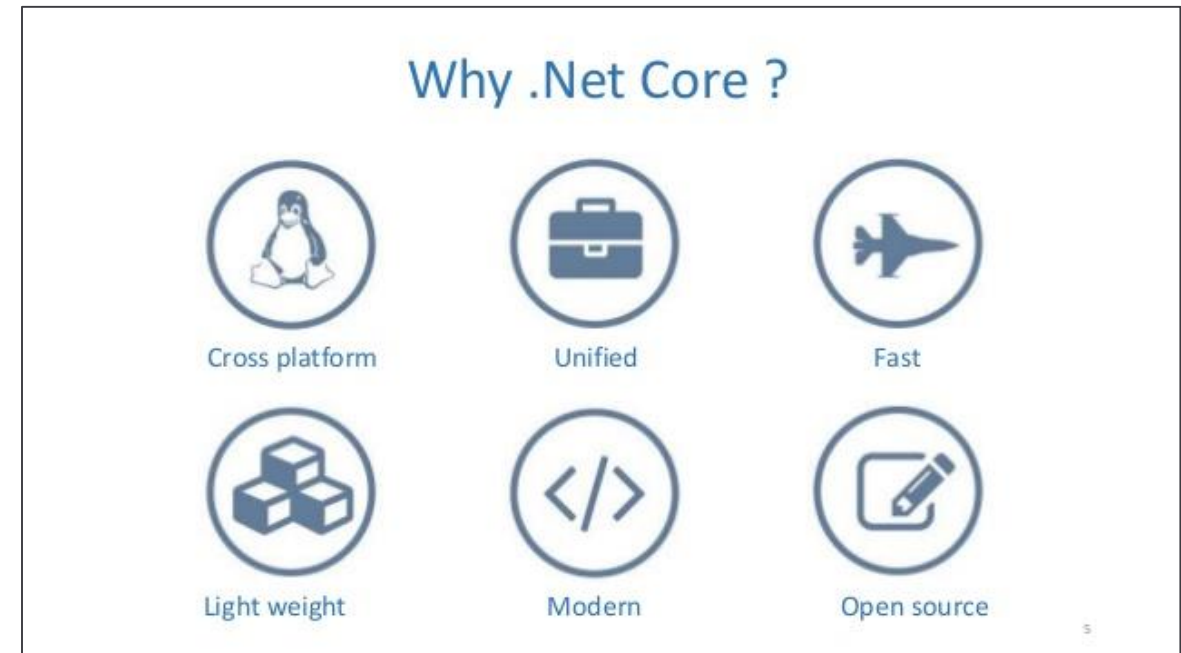 Why .Net Core ?
Cross platform
Unified
Fast
Light weight
Modern
Open source
5